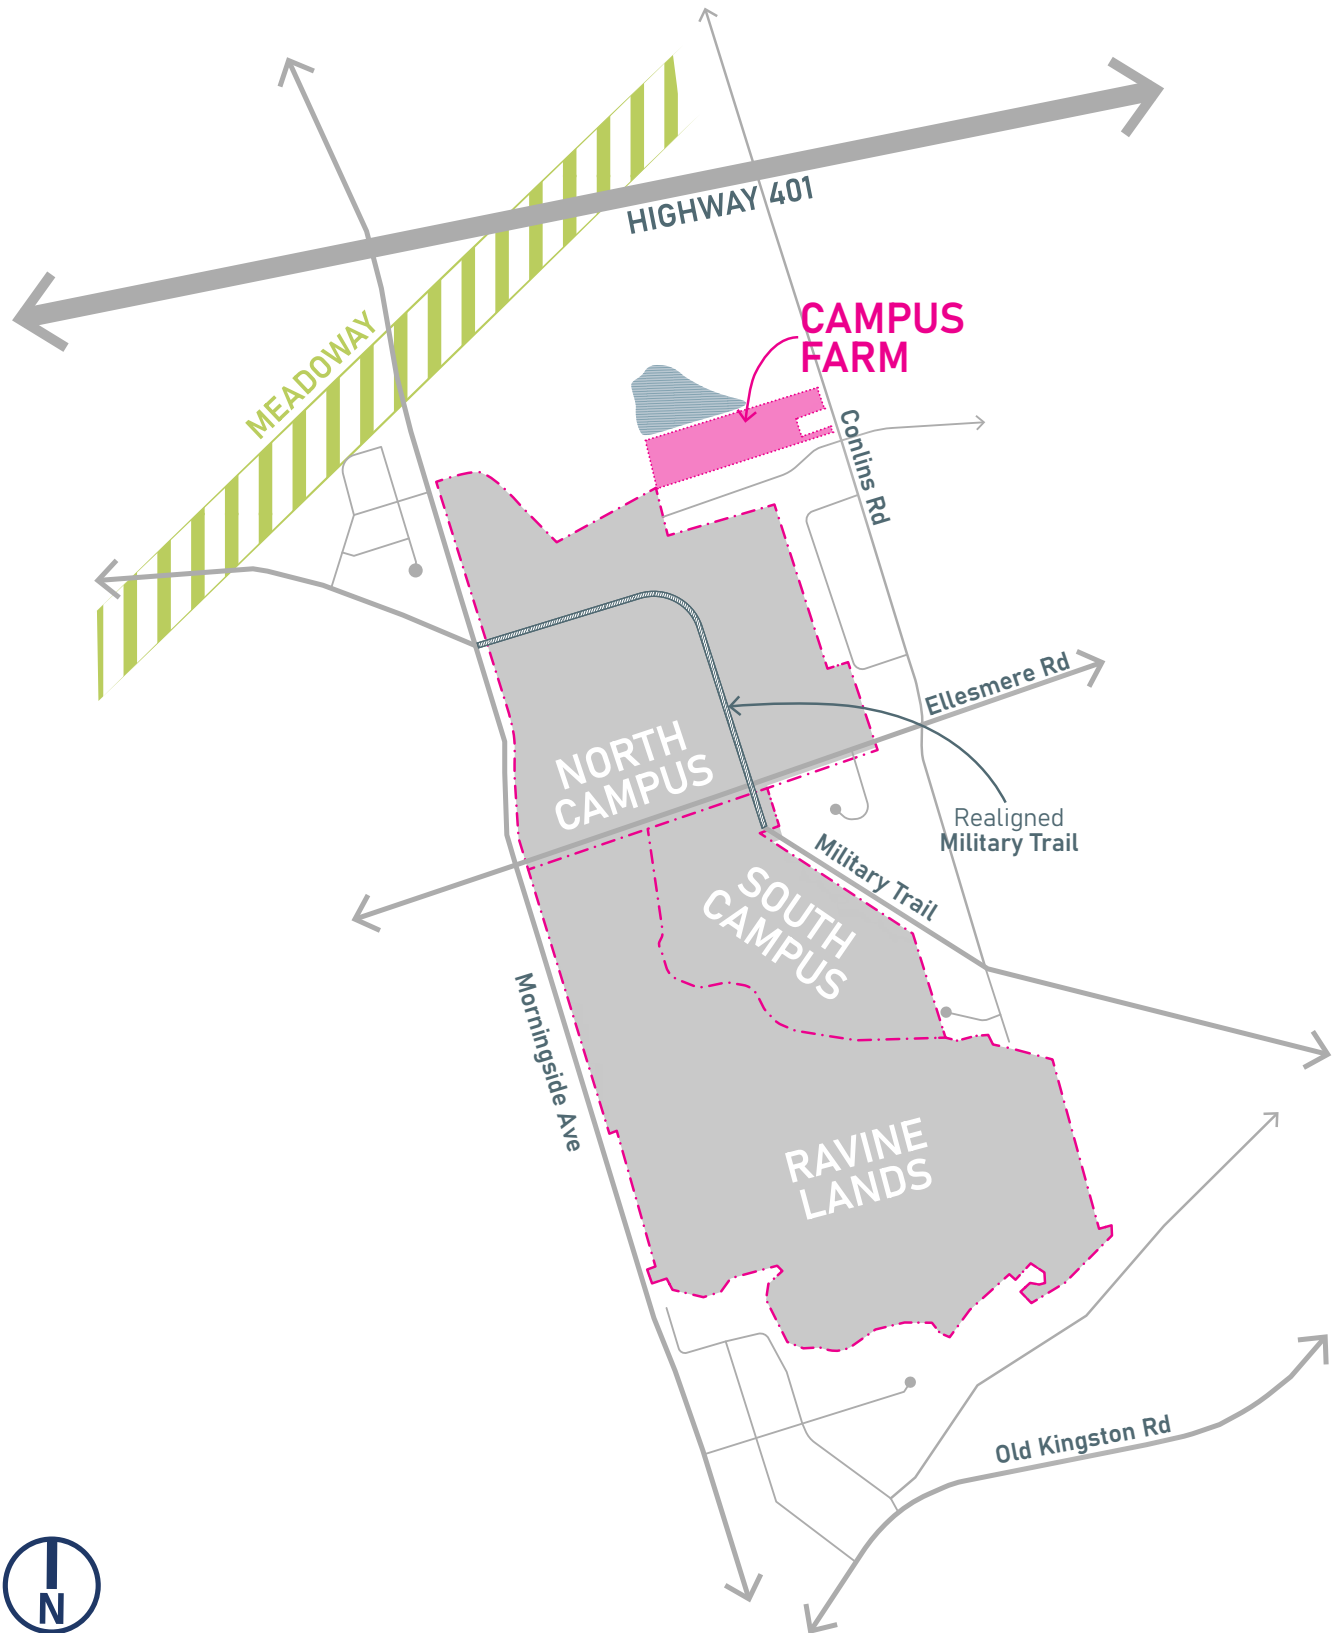 HIGHWAY 401
MEADOWAY
CAMPUS
FARM
Conlins Rd
Ellesmere Rd
NORTH
CAMPUS
Realigned
Military Trail
Military Trail
SOUTH
CAMPUS
Morningside Ave
RAVINE
LANDS
Old Kingston Rd
N